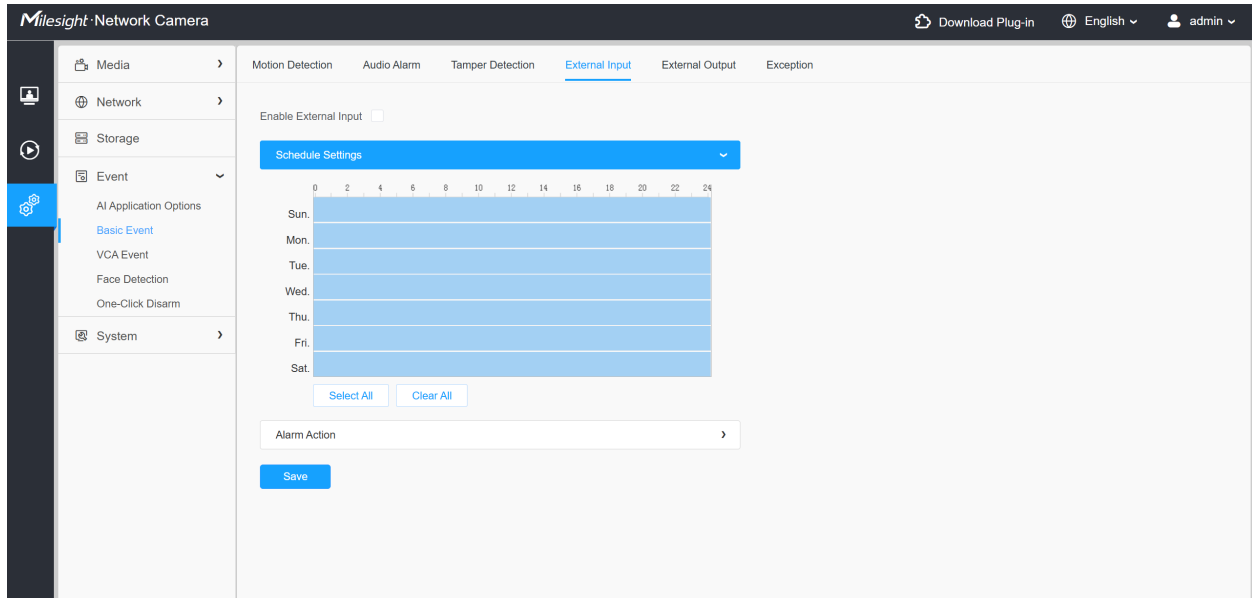 Milesight·Network Camera
Download Plug-in
English
admin
Media
Network
Storage
Event
AI Application Options
Basic Event
VCA Event
Face Detection
One-Click Disarm
System
Motion Detection Audio Alarm Tamper Detection External Input External Output Exception
Enable External Input
Schedule Settings
0 2 4 6 8 10 12 14 16 18 20 22 24
Sun.
Mon.
Tue.
Wed.
Thu.
Fri.
Sat.
Select All Clear All
Alarm Action
Save